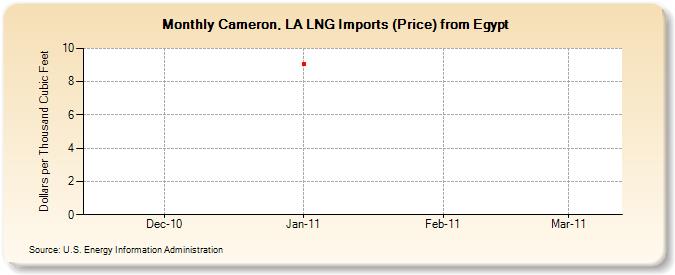 Monthly Cameron, LA LNG Imports (Price) from Egypt
Dollars per Thousand Cubic Feet
10
8
6
4
2
0
Dec-10 Jan-11 Feb-11 Mar-11
Source: U.S. Energy Information Administration